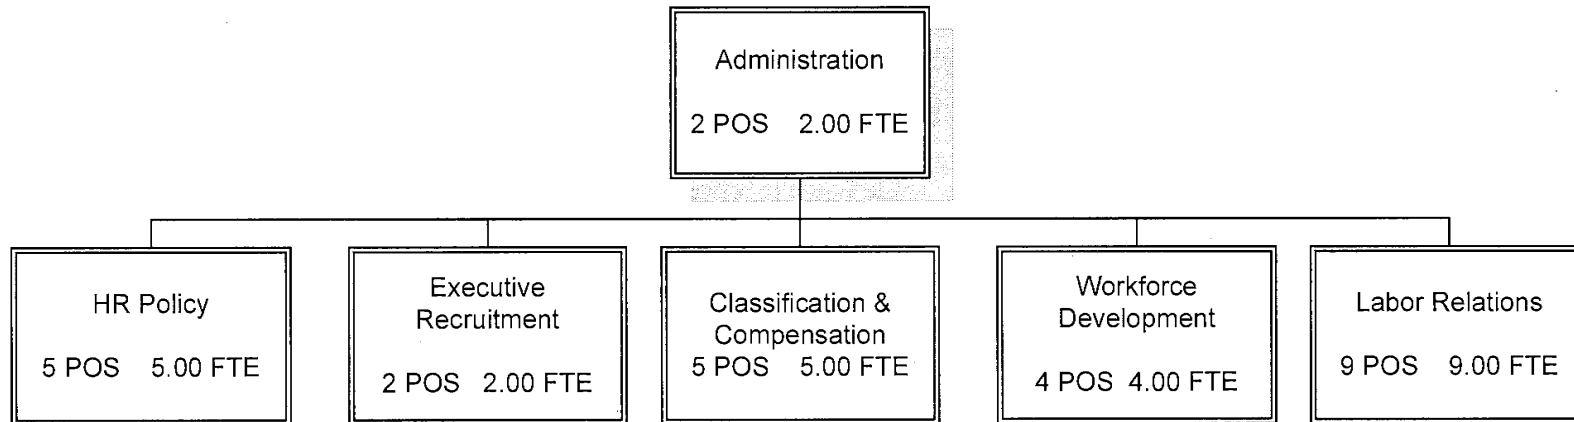 Administration
2 POS 2.00 FTE
HR Policy
5 POS 5.00 FTE
Executive
Recruitment
2 POS 2.00 FTE
Classification &
Compensation
5 POS 5.00 FTE
Workforce
Development
4 POS 4.00 FTE
Labor Relations
9 POS 9.00 FTE